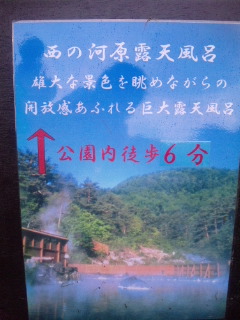 西の河原露天風呂
雄大な景色を眺めながらの
開放感あふれる巨大露天風呂
公園内徒歩6分